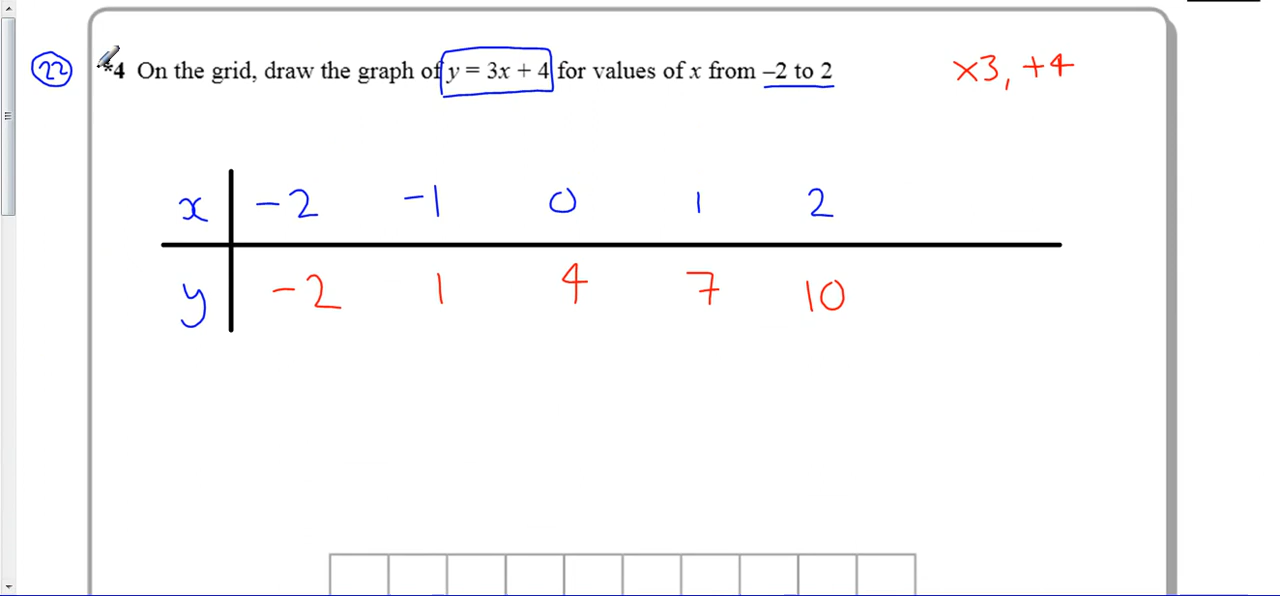 22 *4 On the grid, draw the graph of y = 3x + 4 for values of x from –2 to 2 ×3, +4
x -2 -1 0 1 2
y -2 1 4 7 10